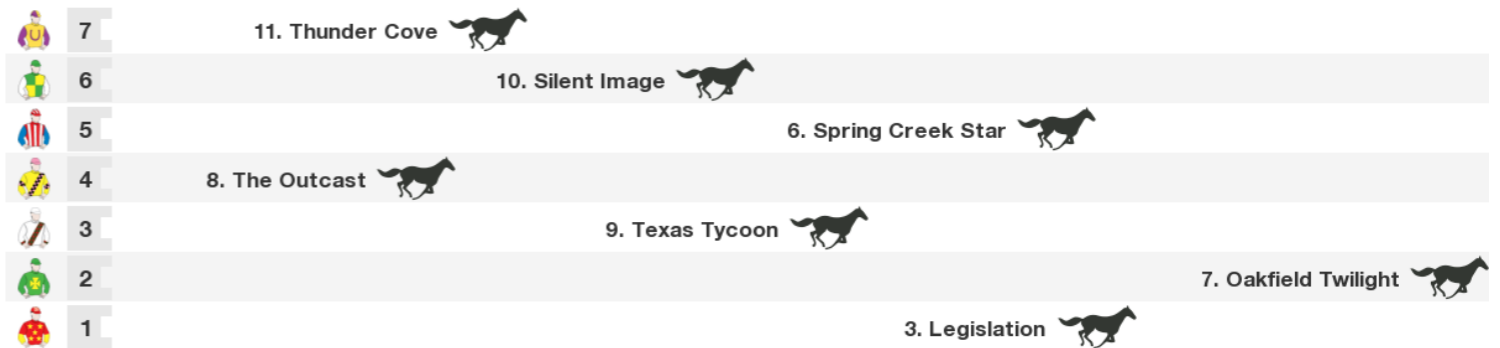 7 11. Thunder Cove
6 10. Silent Image
5 6. Spring Creek Star
4 8. The Outcast
3 9. Texas Tycoon
2 7. Oakfield Twilight
1 3. Legislation